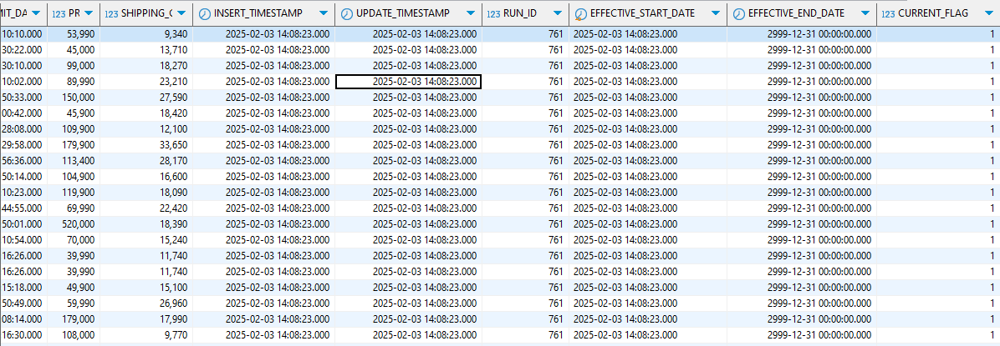 MIT_DA 123 PR 123 SHIPPING_C INSERT_TIMESTAMP UPDATE_TIMESTAMP 123 RUN_ID EFFECTIVE_START_DATE EFFECTIVE_END_DATE 123 CURRENT_FLAG
10:10.000 53,990 9,340 2025-02-03 14:08:23.000 2025-02-03 14:08:23.000 761 2025-02-03 14:08:23.000 2999-12-31 00:00:00.000 1
30:22.000 45,000 13,710 2025-02-03 14:08:23.000 2025-02-03 14:08:23.000 761 2025-02-03 14:08:23.000 2999-12-31 00:00:00.000 1
30:10.000 99,000 18,270 2025-02-03 14:08:23.000 2025-02-03 14:08:23.000 761 2025-02-03 14:08:23.000 2999-12-31 00:00:00.000 1
10:02.000 89,990 23,210 2025-02-03 14:08:23.000 2025-02-03 14:08:23.000 761 2025-02-03 14:08:23.000 2999-12-31 00:00:00.000 1
50:33.000 150,000 27,590 2025-02-03 14:08:23.000 2025-02-03 14:08:23.000 761 2025-02-03 14:08:23.000 2999-12-31 00:00:00.000 1
00:42.000 45,900 18,420 2025-02-03 14:08:23.000 2025-02-03 14:08:23.000 761 2025-02-03 14:08:23.000 2999-12-31 00:00:00.000 1
28:08.000 109,900 12,100 2025-02-03 14:08:23.000 2025-02-03 14:08:23.000 761 2025-02-03 14:08:23.000 2999-12-31 00:00:00.000 1
29:58.000 179,900 33,650 2025-02-03 14:08:23.000 2025-02-03 14:08:23.000 761 2025-02-03 14:08:23.000 2999-12-31 00:00:00.000 1
56:36.000 113,400 28,170 2025-02-03 14:08:23.000 2025-02-03 14:08:23.000 761 2025-02-03 14:08:23.000 2999-12-31 00:00:00.000 1
50:14.000 104,900 16,600 2025-02-03 14:08:23.000 2025-02-03 14:08:23.000 761 2025-02-03 14:08:23.000 2999-12-31 00:00:00.000 1
10:23.000 119,900 18,090 2025-02-03 14:08:23.000 2025-02-03 14:08:23.000 761 2025-02-03 14:08:23.000 2999-12-31 00:00:00.000 1
44:55.000 69,990 22,420 2025-02-03 14:08:23.000 2025-02-03 14:08:23.000 761 2025-02-03 14:08:23.000 2999-12-31 00:00:00.000 1
50:01.000 520,000 18,390 2025-02-03 14:08:23.000 2025-02-03 14:08:23.000 761 2025-02-03 14:08:23.000 2999-12-31 00:00:00.000 1
10:54.000 70,000 15,240 2025-02-03 14:08:23.000 2025-02-03 14:08:23.000 761 2025-02-03 14:08:23.000 2999-12-31 00:00:00.000 1
16:26.000 39,990 11,740 2025-02-03 14:08:23.000 2025-02-03 14:08:23.000 761 2025-02-03 14:08:23.000 2999-12-31 00:00:00.000 1
16:26.000 39,990 11,740 2025-02-03 14:08:23.000 2025-02-03 14:08:23.000 761 2025-02-03 14:08:23.000 2999-12-31 00:00:00.000 1
15:18.000 49,900 15,100 2025-02-03 14:08:23.000 2025-02-03 14:08:23.000 761 2025-02-03 14:08:23.000 2999-12-31 00:00:00.000 1
50:49.000 59,990 26,960 2025-02-03 14:08:23.000 2025-02-03 14:08:23.000 761 2025-02-03 14:08:23.000 2999-12-31 00:00:00.000 1
08:14.000 179,000 17,990 2025-02-03 14:08:23.000 2025-02-03 14:08:23.000 761 2025-02-03 14:08:23.000 2999-12-31 00:00:00.000 1
16:30.000 108,000 9,770 2025-02-03 14:08:23.000 2025-02-03 14:08:23.000 761 2025-02-03 14:08:23.000 2999-12-31 00:00:00.000 1